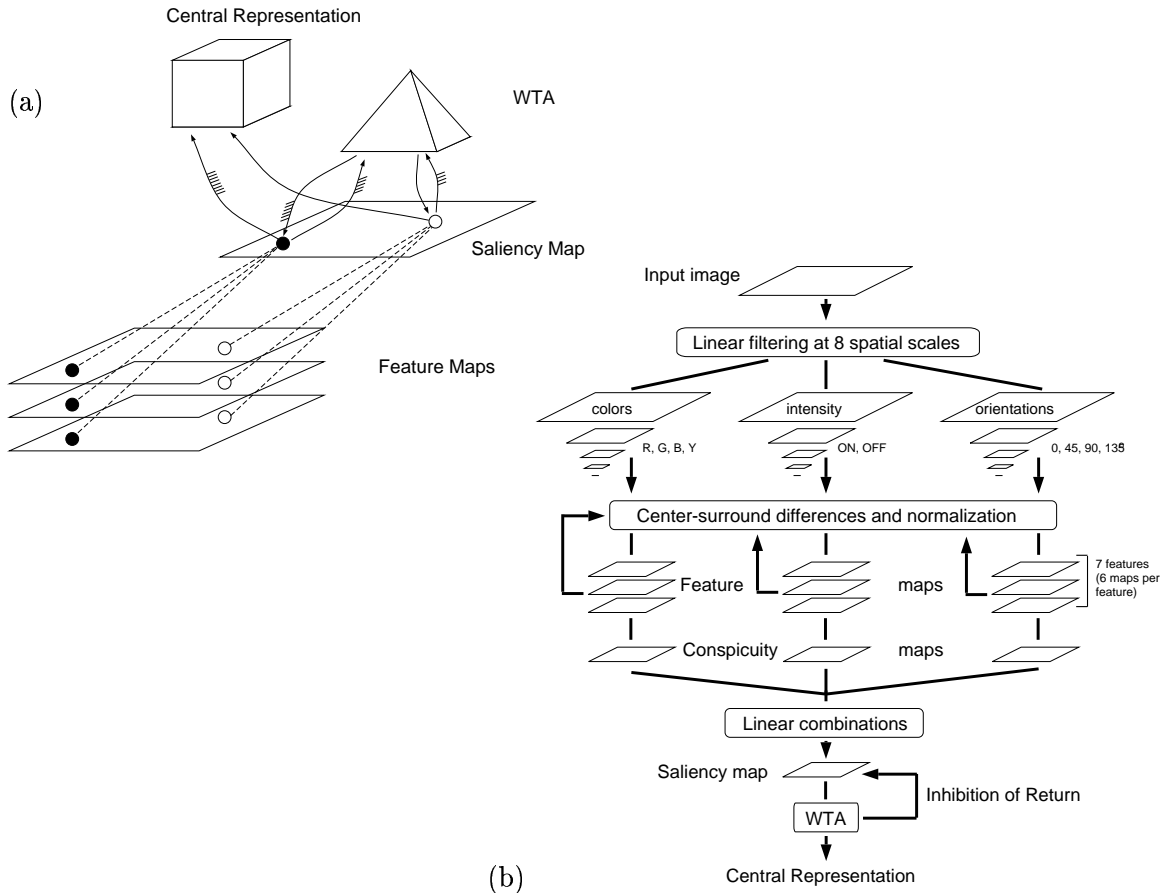 Central Representation
(a)
WTA
Saliency Map
Feature Maps
Input image
Linear filtering at 8 spatial scales
colors
intensity
orientations
R, G, B, Y
ON, OFF
0, 45, 90, 135°
Center-surround differences and normalization
Feature
maps
7 features
(6 maps per
feature)
Conspicuity
maps
Linear combinations
Saliency map
Inhibition of Return
WTA
(b)
Central Representation